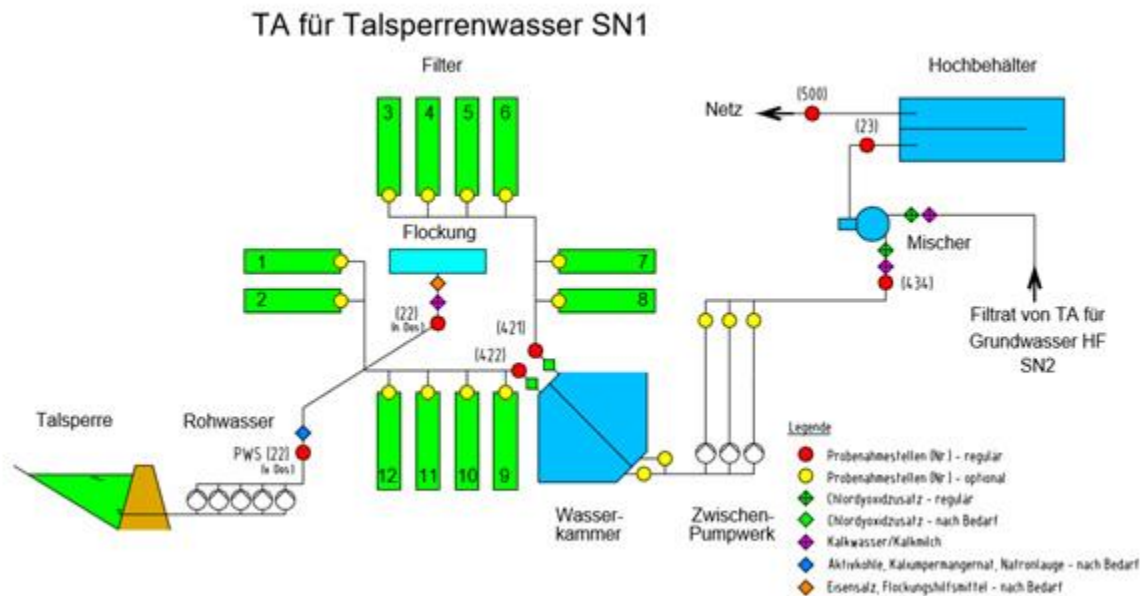 TA für Talsperrenwasser SN1
Filter
Hochbehälter
3 4 5 6
(500)
Netz
(23)
Flockung
1
7
Mischer
2
8
(22)
(n Dos.)
(421)
(434)
(422)
Filtrat von TA für
Grundwasser HF
SN2
Talsperre
Rohwasser
PWS (22)
(v Dos.)
12 11 10 9
Wasser-
kammer
Zwischen-
Pumpwerk
Legende
Probenahmestellen (Nr.) - regulär
Probenahmestellen (Nr.) - optional
Chlordyoxidzusatz - regulär
Chlordyoxidzusatz - nach Bedarf
Kalkwasser/Kalkmilch
Aktivkohle, Kaliumpermangernat, Natronlauge - nach Bedarf
Eisensalz, Flockungshilfsmittel - nach Bedarf